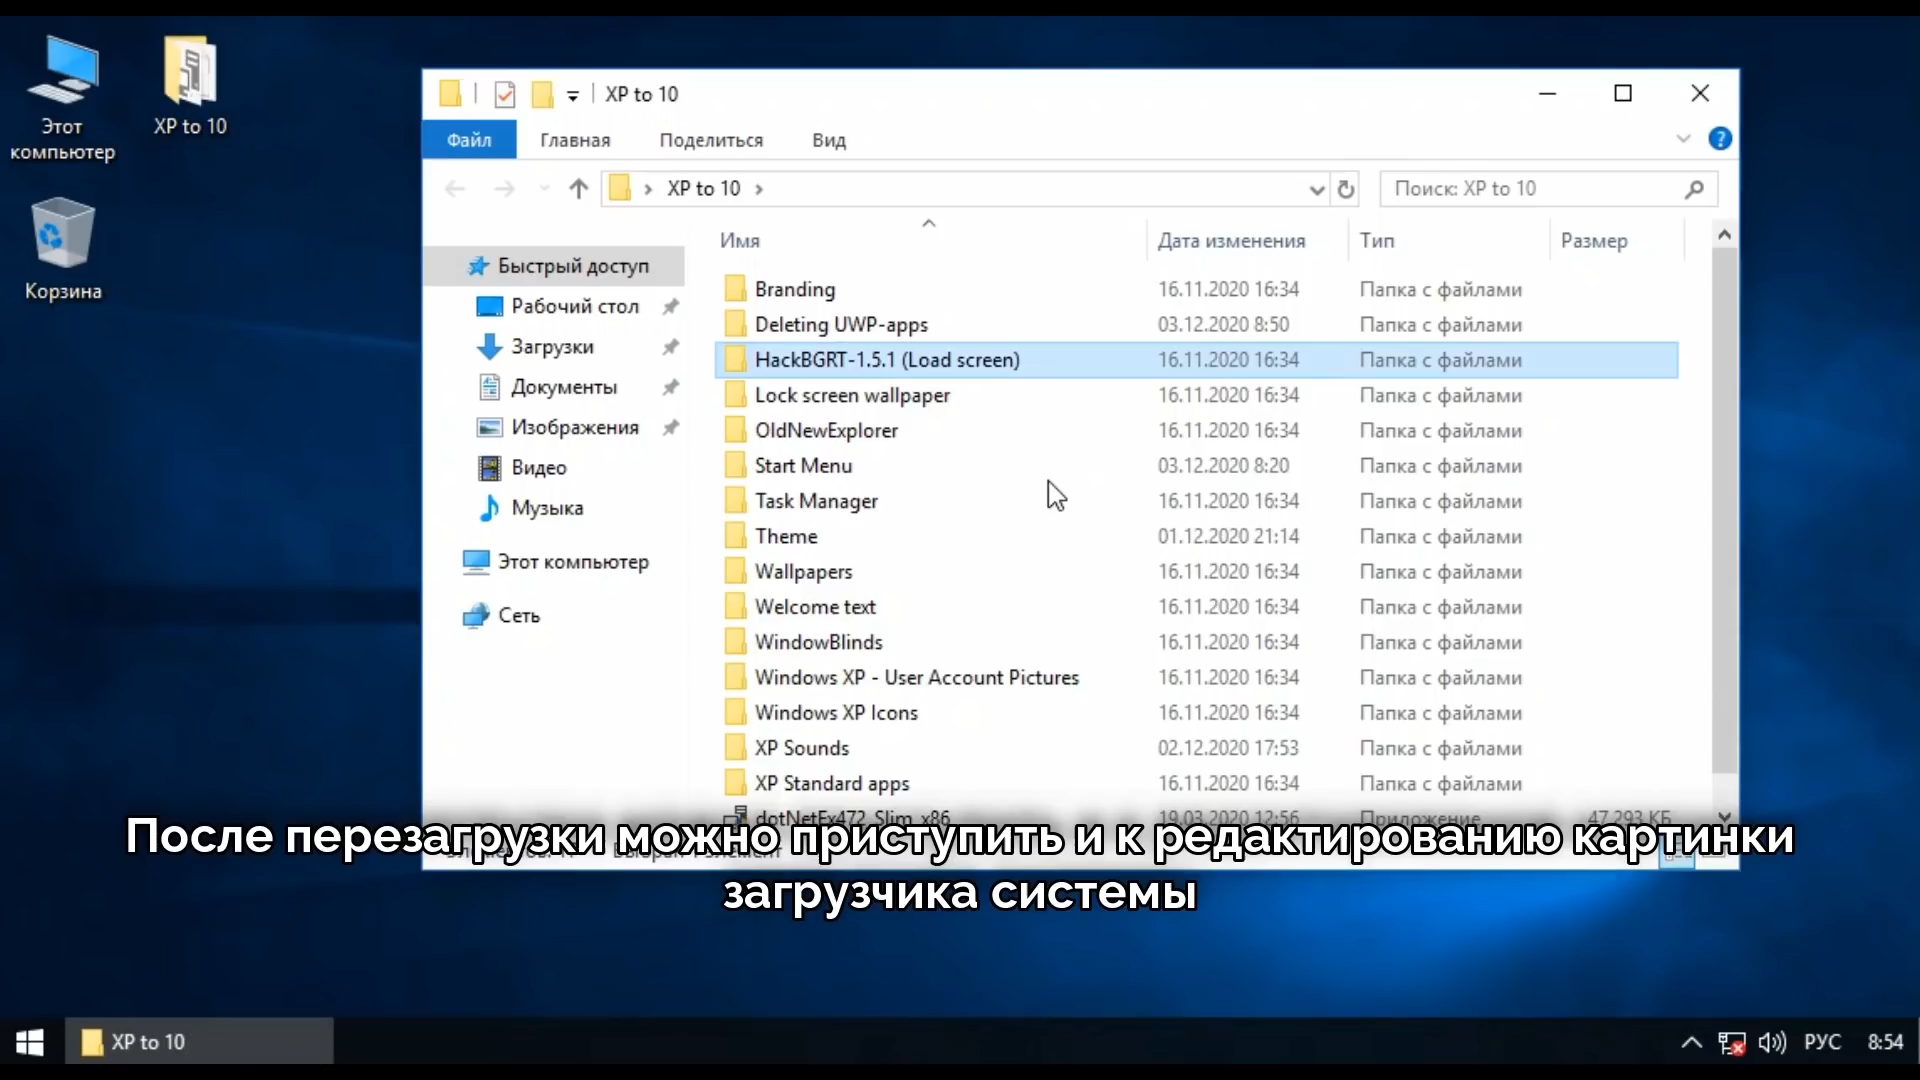 Этот
компьютер
XP to 10
Корзина
XP to 10
Файл
Главная
Поделиться
Вид
XP to 10
Поиск: XP to 10
Имя
Дата изменения
Тип
Размер
Быстрый доступ
Рабочий стол
Загрузки
Документы
Изображения
Видео
Музыка
Этот компьютер
Сеть
Branding 16.11.2020 16:34 Папка с файлами
Deleting UWP-apps 03.12.2020 8:50 Папка с файлами
HackBGRT-1.5.1 (Load screen) 16.11.2020 16:34 Папка с файлами
Lock screen wallpaper 16.11.2020 16:34 Папка с файлами
OldNewExplorer 16.11.2020 16:34 Папка с файлами
Start Menu 03.12.2020 8:20 Папка с файлами
Task Manager 16.11.2020 16:34 Папка с файлами
Theme 01.12.2020 21:14 Папка с файлами
Wallpapers 16.11.2020 16:34 Папка с файлами
Welcome text 16.11.2020 16:34 Папка с файлами
WindowBlinds 16.11.2020 16:34 Папка с файлами
Windows XP - User Account Pictures 16.11.2020 16:34 Папка с файлами
Windows XP Icons 16.11.2020 16:34 Папка с файлами
XP Sounds 02.12.2020 17:53 Папка с файлами
XP Standard apps 16.11.2020 16:34 Папка с файлами
dotNetFx472_Slim_x86 19.03.2020 12:56 Приложение 47 293 КБ
После перезагрузки можно приступить и к редактированию картинки
загрузчика системы
XP to 10
РУС
8:54